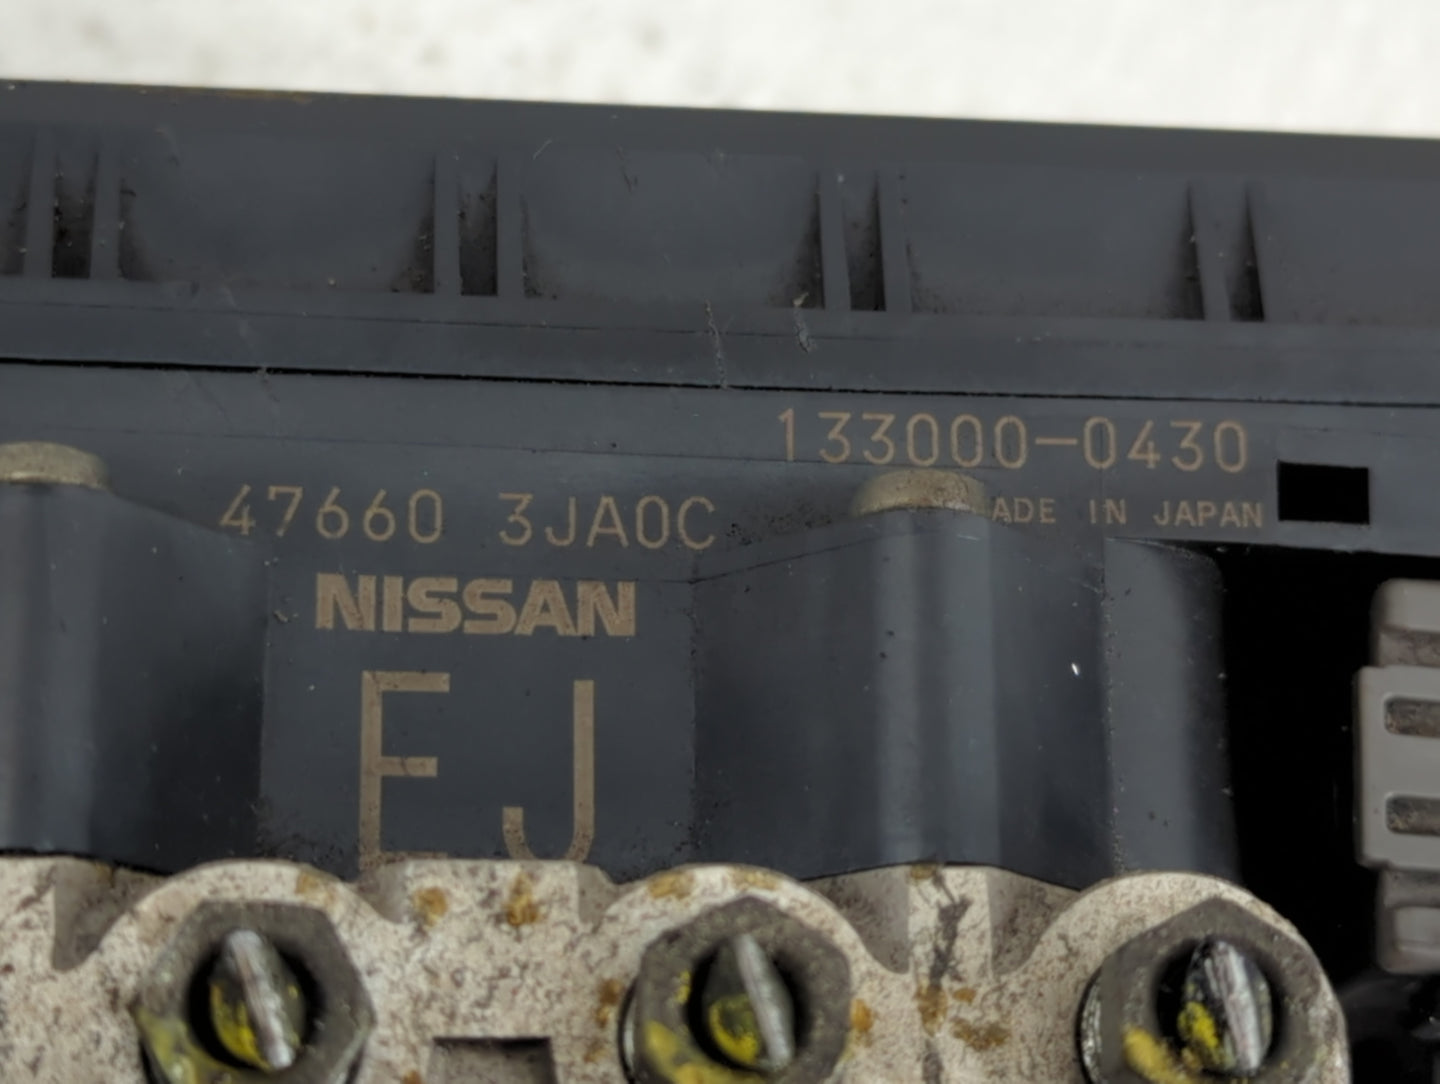 133000-0430
47660 3JA0C
ADE IN JAPAN
NISSAN
EJ